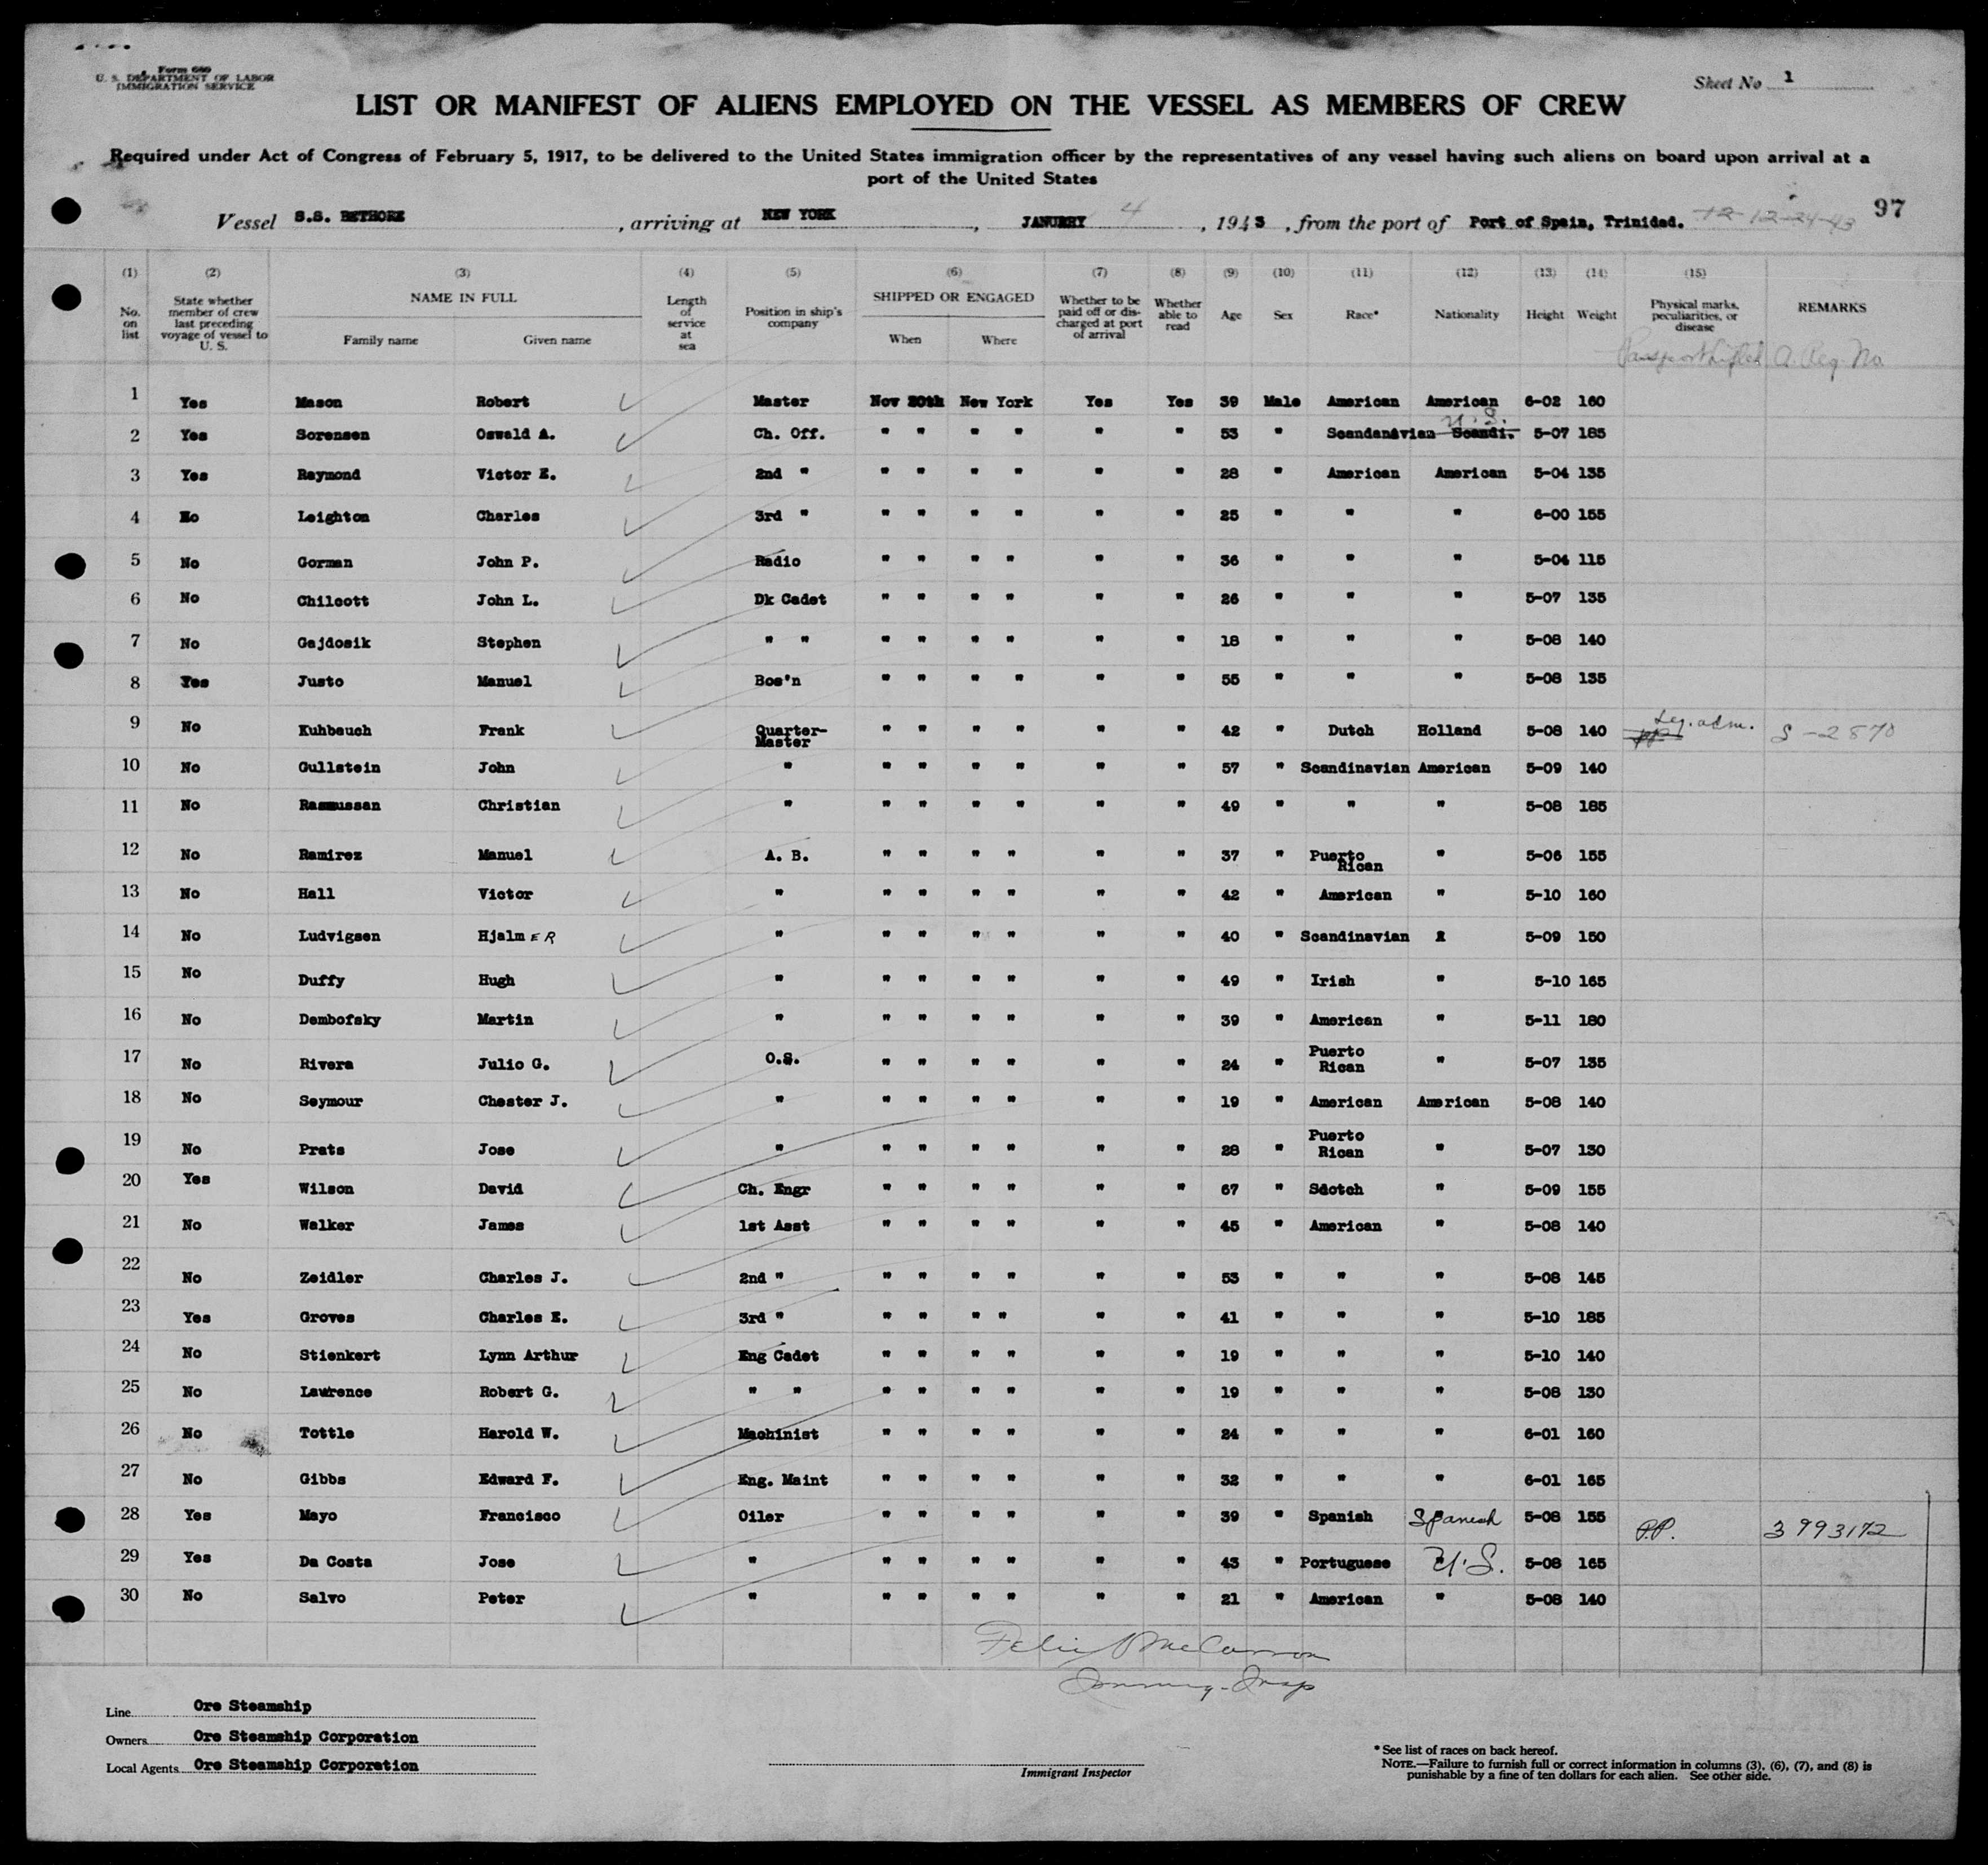 Form 680
U. S. DEPARTMENT OF LABOR
IMMIGRATION SERVICE
Sheet No 1
LIST OR MANIFEST OF ALIENS EMPLOYED ON THE VESSEL AS MEMBERS OF CREW
Required under Act of Congress of February 5, 1917, to be delivered to the United States immigration officer by the representatives of any vessel having such aliens on board upon arrival at a
port of the United States
Vessel S.S. BETHORE , arriving at NEW YORK , JANUARY 4 , 1943 , from the port of Port of Spain, Trinidad. 97
(1) (2) (3) (4) (5) (6) (7) (8) (9) (10) (11) (12) (13) (14) (15)
No. on list
State whether member of crew last preceding voyage of vessel to U. S.
NAME IN FULL
Family name Given name
Length of service at sea
Position in ship's company
SHIPPED OR ENGAGED
When Where
Whether to be paid off or discharged at port of arrival
Whether able to read
Age Sex Race* Nationality Height Weight
Physical marks, peculiarities, or disease
REMARKS
A. Reg. No.
1 Yes Mason Robert Master Nov 20th New York Yes Yes 39 Male American American 6-02 160
U.S.
2 Yes Sorensen Oswald A. Ch. Off. " " " " " " 53 " Scandanavian Scandi. 5-07 185
3 Yes Raymond Victor E. 2nd " " " " " " " 28 " American American 5-04 135
4 No Leighton Charles 3rd " " " " " " " 25 " " " 6-00 155
5 No Gorman John P. Radio " " " " " " 36 " " " 5-04 115
6 No Chilcott John L. Dk Cadet " " " " " " 26 " " " 5-07 135
7 No Gajdosik Stephen " " " " " " " " 18 " " " 5-08 140
8 Yes Justo Manuel Bos'n " " " " " " 55 " " " 5-08 135
9 No Kuhbauch Frank Quarter-Master " " " " " " 42 " Dutch Holland 5-08 140 Leg. adm. S-2870
10 No Gullstein John " " " " " " " 57 " Scandinavian American 5-09 140
11 No Rasmussan Christian " " " " " " " 49 " " " 5-08 185
12 No Ramirez Manuel A. B. " " " " " " 37 " Puerto Rican " 5-06 155
13 No Hall Victor " " " " " " " 42 " American " 5-10 160
14 No Ludvigsen HjalmER " " " " " " " 40 " Scandinavian " 5-09 150
15 No Duffy Hugh " " " " " " " 49 " Irish " 5-10 165
16 No Dembofsky Martin " " " " " " " 39 " American " 5-11 180
17 No Rivera Julio G. O.S. " " " " " " 24 " Puerto Rican " 5-07 135
18 No Seymour Chester J. " " " " " " " 19 " American American 5-08 140
19 No Prats Jose " " " " " " " 28 " Puerto Rican " 5-07 130
20 Yes Wilson David Ch. Engr " " " " " " 67 " Scotch " 5-09 155
21 No Walker James 1st Asst " " " " " " 45 " American " 5-08 140
22 No Zeidler Charles J. 2nd " " " " " " " 53 " " " 5-08 145
23 Yes Groves Charles E. 3rd " " " " " " " 41 " " " 5-10 185
24 No Stienkert Lynn Arthur Eng Cadet " " " " " " 19 " " " 5-10 140
25 No Lawrence Robert G. " " " " " " " " 19 " " " 5-08 130
26 No Tottle Harold W. Machinist " " " " " " 24 " " " 6-01 160
27 No Gibbs Edward F. Eng. Maint " " " " " " 32 " " " 6-01 165
28 Yes Mayo Francisco Oiler " " " " " " 39 " Spanish Spanish 5-08 155 P.P. 3993172
29 Yes Da Costa Jose " " " " " " " 43 " Portuguese U.S. 5-08 165
30 No Salvo Peter " " " " " " " 21 " American " 5-08 140
Immig. Insp
Line Ore Steamship
Owners Ore Steamship Corporation
Local Agents Ore Steamship Corporation
Immigrant Inspector
* See list of races on back hereof.
NOTE.—Failure to furnish full or correct information in columns (3), (6), (7), and (8) is
punishable by a fine of ten dollars for each alien. See other side.